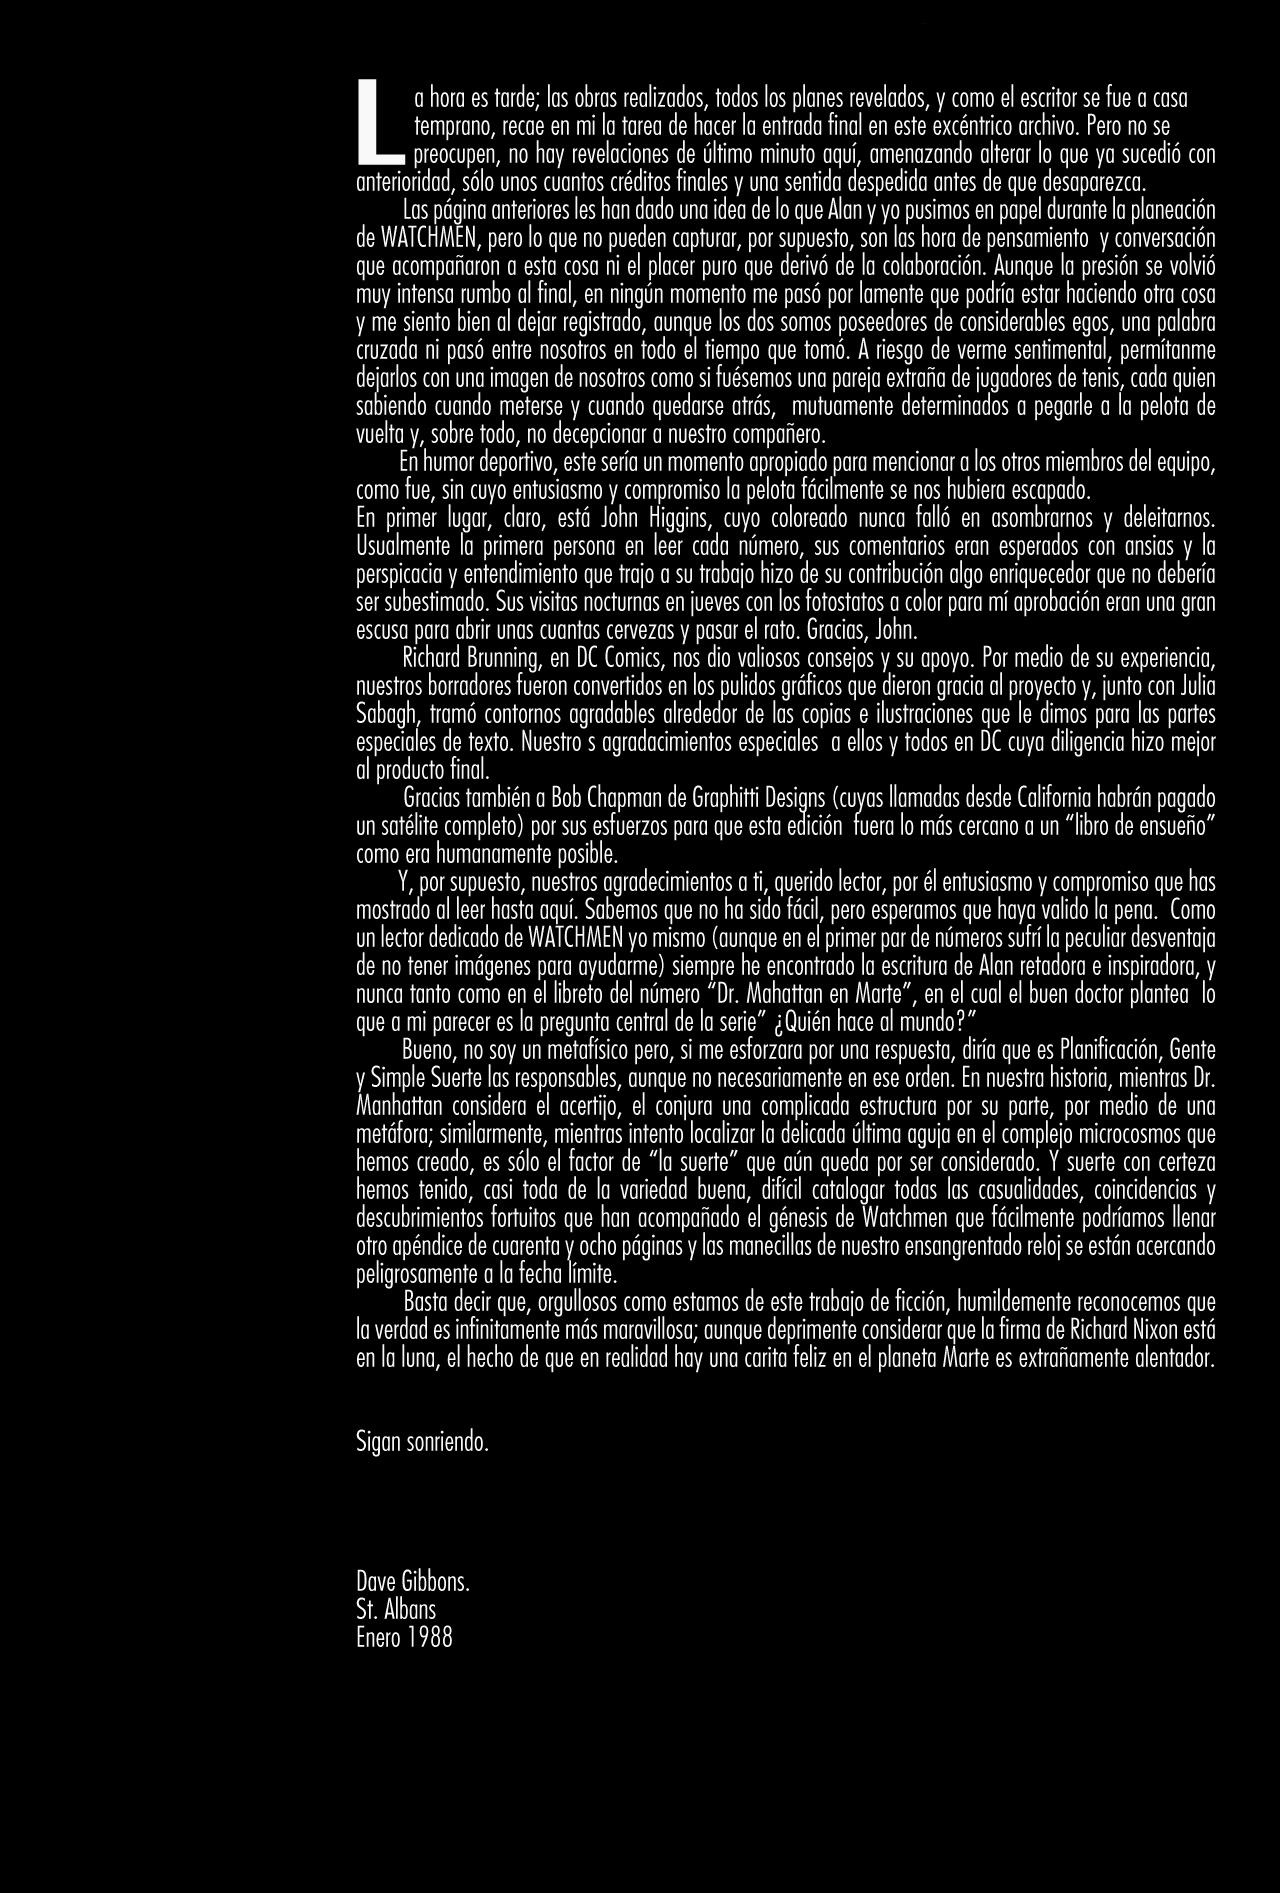 La hora es tarde; las obras realizados, todos los planes revelados, y como el escritor se fue a casa
temprano, recae en mi la tarea de hacer la entrada final en este excéntrico archivo. Pero no se
preocupen, no hay revelaciones de último minuto aquí, amenazando alterar lo que ya sucedió con
anterioridad, sólo unos cuantos créditos finales y una sentida despedida antes de que desaparezca.
Las página anteriores les han dado una idea de lo que Alan y yo pusimos en papel durante la planeación
de WATCHMEN, pero lo que no pueden capturar, por supuesto, son las hora de pensamiento y conversación
que acompañaron a esta cosa ni el placer puro que derivó de la colaboración. Aunque la presión se volvió
muy intensa rumbo al final, en ningún momento me pasó por lamente que podría estar haciendo otra cosa
y me siento bien al dejar registrado, aunque los dos somos poseedores de considerables egos, una palabra
cruzada ni pasó entre nosotros en todo el tiempo que tomó. A riesgo de verme sentimental, permítanme
dejarlos con una imagen de nosotros como si fuésemos una pareja extraña de jugadores de tenis, cada quien
sabiendo cuando meterse y cuando quedarse atrás, mutuamente determinados a pegarle a la pelota de
vuelta y, sobre todo, no decepcionar a nuestro compañero.
En humor deportivo, este sería un momento apropiado para mencionar a los otros miembros del equipo,
como fue, sin cuyo entusiasmo y compromiso la pelota fácilmente se nos hubiera escapado.
En primer lugar, claro, está John Higgins, cuyo coloreado nunca falló en asombrarnos y deleitarnos.
Usualmente la primera persona en leer cada número, sus comentarios eran esperados con ansias y la
perspicacia y entendimiento que trajo a su trabajo hizo de su contribución algo enriquecedor que no debería
ser subestimado. Sus visitas nocturnas en jueves con los fotostatos a color para mí aprobación eran una gran
escusa para abrir unas cuantas cervezas y pasar el rato. Gracias, John.
Richard Brunning, en DC Comics, nos dio valiosos consejos y su apoyo. Por medio de su experiencia,
nuestros borradores fueron convertidos en los pulidos gráficos que dieron gracia al proyecto y, junto con Julia
Sabagh, tramó contornos agradables alrededor de las copias e ilustraciones que le dimos para las partes
especiales de texto. Nuestro s agradacimientos especiales a ellos y todos en DC cuya diligencia hizo mejor
al producto final.
Gracias también a Bob Chapman de Graphitti Designs (cuyas llamadas desde California habrán pagado
un satélite completo) por sus esfuerzos para que esta edición fuera lo más cercano a un "libro de ensueño"
como era humanamente posible.
Y, por supuesto, nuestros agradecimientos a ti, querido lector, por él entusiasmo y compromiso que has
mostrado al leer hasta aquí. Sabemos que no ha sido fácil, pero esperamos que haya valido la pena. Como
un lector dedicado de WATCHMEN yo mismo (aunque en el primer par de números sufrí la peculiar desventaja
de no tener imágenes para ayudarme) siempre he encontrado la escritura de Alan retadora e inspiradora, y
nunca tanto como en el libreto del número "Dr. Mahattan en Marte", en el cual el buen doctor plantea lo
que a mi parecer es la pregunta central de la serie" ¿Quién hace al mundo?"
Bueno, no soy un metafísico pero, si me esforzara por una respuesta, diría que es Planificación, Gente
y Simple Suerte las responsables, aunque no necesariamente en ese orden. En nuestra historia, mientras Dr.
Manhattan considera el acertijo, el conjura una complicada estructura por su parte, por medio de una
metáfora; similarmente, mientras intento localizar la delicada última aguja en el complejo microcosmos que
hemos creado, es sólo el factor de "la suerte" que aún queda por ser considerado. Y suerte con certeza
hemos tenido, casi toda de la variedad buena, difícil catalogar todas las casualidades, coincidencias y
descubrimientos fortuitos que han acompañado el génesis de Watchmen que fácilmente podríamos llenar
otro apéndice de cuarenta y ocho páginas y las manecillas de nuestro ensangrentado reloj se están acercando
peligrosamente a la fecha límite.
Basta decir que, orgullosos como estamos de este trabajo de ficción, humildemente reconocemos que
la verdad es infinitamente más maravillosa; aunque deprimente considerar que la firma de Richard Nixon está
en la luna, el hecho de que en realidad hay una carita feliz en el planeta Marte es extrañamente alentador.
Sigan sonriendo.
Dave Gibbons.
St. Albans
Enero 1988